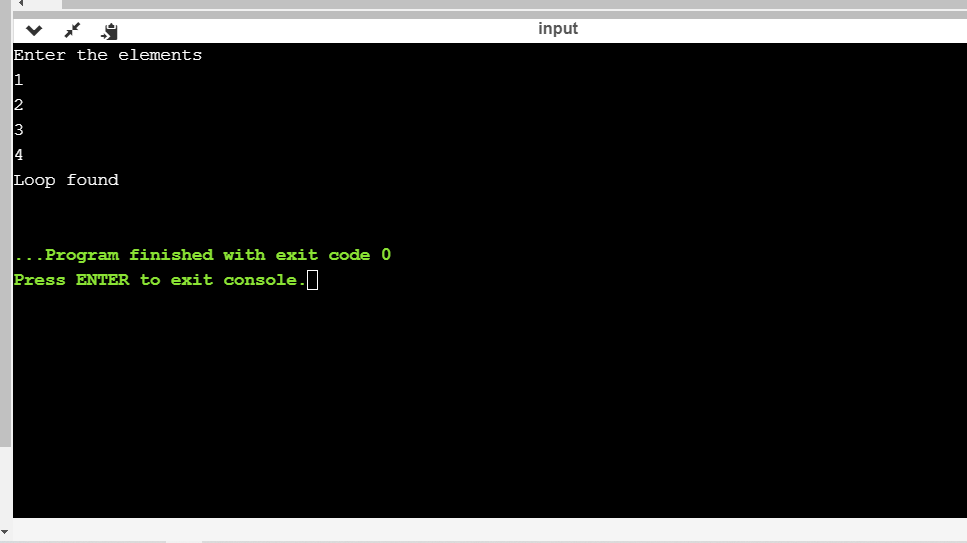 input
Enter the elements
1
2
3
4
Loop found
...Program finished with exit code 0
Press ENTER to exit console.